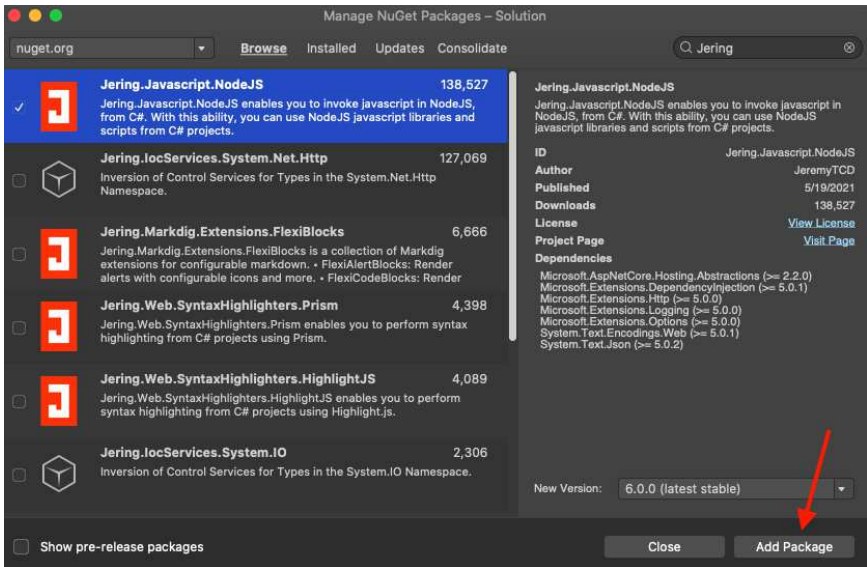 Manage NuGet Packages – Solution
nuget.org
Browse Installed Updates Consolidate
Jering
Jering.Javascript.NodeJS 138,527
Jering.Javascript.NodeJS enables you to invoke javascript in NodeJS,
from C#. With this ability, you can use NodeJS javascript libraries and
scripts from C# projects.
Jering.IocServices.System.Net.Http 127,069
Inversion of Control Services for Types in the System.Net.Http
Namespace.
Jering.Markdig.Extensions.FlexiBlocks 6,666
Jering.Markdig.Extensions.FlexiBlocks is a collection of Markdig
extensions for configurable markdown. • FlexiAlertBlocks: Render
alerts with configurable icons and more. • FlexiCodeBlocks: Render
Jering.Web.SyntaxHighlighters.Prism 4,398
Jering.Web.SyntaxHighlighters.Prism enables you to perform syntax
highlighting from C# projects using Prism.
Jering.Web.SyntaxHighlighters.HighlightJS 4,089
Jering.Web.SyntaxHighlighters.HighlightJS enables you to perform
syntax highlighting from C# projects using Highlight.js.
Jering.IocServices.System.IO 2,306
Inversion of Control Services for Types in the System.IO Namespace.
Jering.Javascript.NodeJS
Jering.Javascript.NodeJS enables you to invoke javascript in
NodeJS, from C#. With this ability, you can use NodeJS
javascript libraries and scripts from C# projects.
ID Jering.Javascript.NodeJS
Author JeremyTCD
Published 5/19/2021
Downloads 138,527
License View License
Project Page Visit Page
Dependencies
Microsoft.AspNetCore.Hosting.Abstractions (>= 2.2.0)
Microsoft.Extensions.DependencyInjection (>= 5.0.1)
Microsoft.Extensions.Http (>= 5.0.0)
Microsoft.Extensions.Logging (>= 5.0.0)
Microsoft.Extensions.Options (>= 5.0.0)
System.Text.Encodings.Web (>= 5.0.1)
System.Text.Json (>= 5.0.2)
New Version: 6.0.0 (latest stable)
Show pre-release packages
Close
Add Package